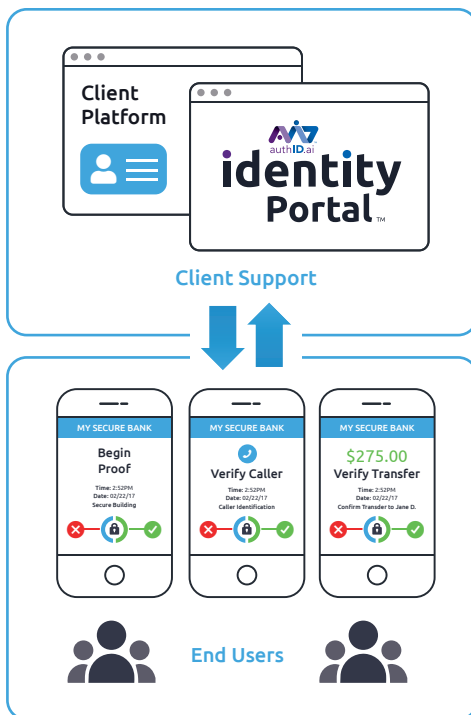 Client
Platform
authID.ai
identity
Portal™
Client Support
MY SECURE BANK
Begin
Proof
Time: 2:52PM
Date: 02/22/17
Secure Building
MY SECURE BANK
Verify Caller
Time: 2:52PM
Date: 02/22/17
Caller Identification
MY SECURE BANK
$275.00
Verify Transfer
Time: 2:52PM
Date: 02/22/17
Confirm Transfer to Jane D.
End Users